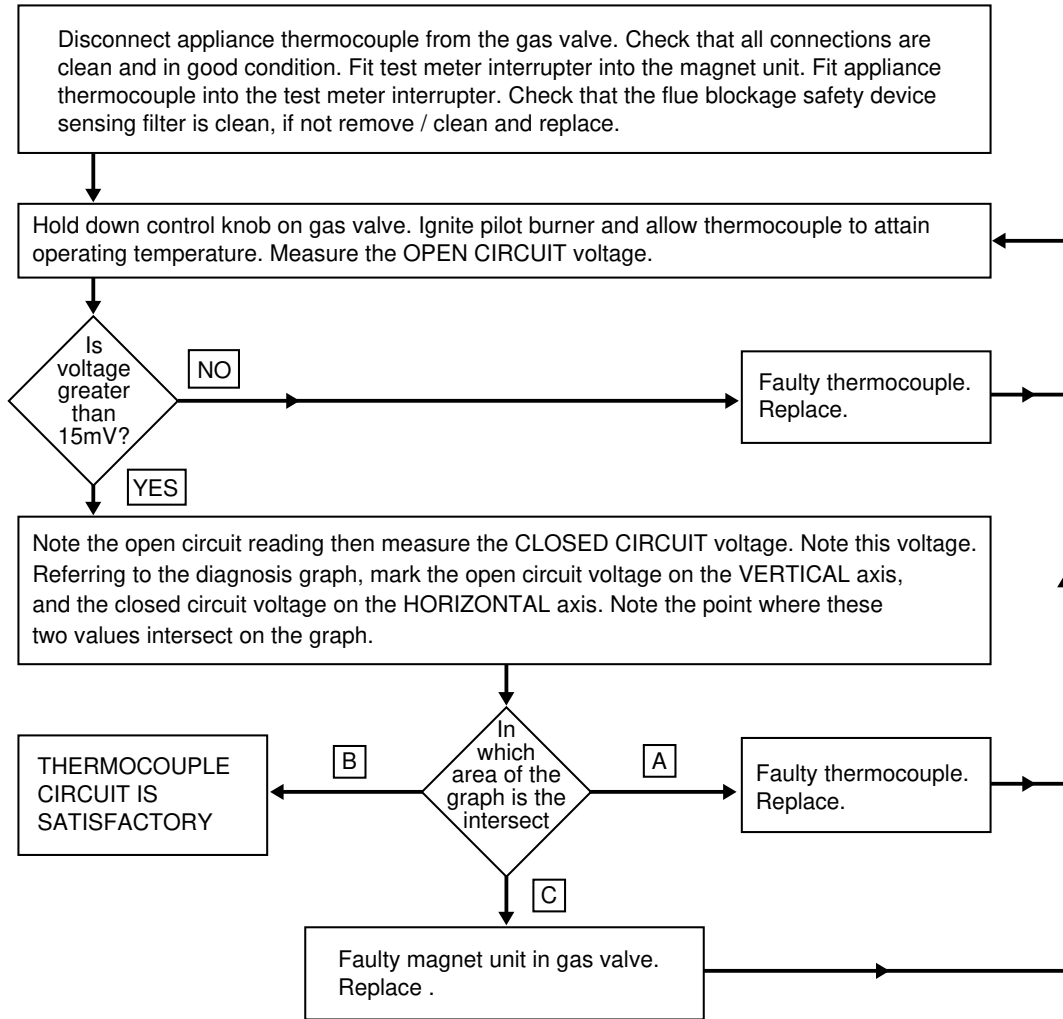 Disconnect appliance thermocouple from the gas valve. Check that all connections are
clean and in good condition. Fit test meter interrupter into the magnet unit. Fit appliance
thermocouple into the test meter interrupter. Check that the flue blockage safety device
sensing filter is clean, if not remove / clean and replace.
Hold down control knob on gas valve. Ignite pilot burner and allow thermocouple to attain
operating temperature. Measure the OPEN CIRCUIT voltage.
Is
voltage
greater
than
15mV?
NO
Faulty thermocouple.
Replace.
YES
Note the open circuit reading then measure the CLOSED CIRCUIT voltage. Note this voltage.
Referring to the diagnosis graph, mark the open circuit voltage on the VERTICAL axis,
and the closed circuit voltage on the HORIZONTAL axis. Note the point where these
two values intersect on the graph.
In
which
area of the
graph is the
intersect
B
THERMOCOUPLE
CIRCUIT IS
SATISFACTORY
A
Faulty thermocouple.
Replace.
C
Faulty magnet unit in gas valve.
Replace .